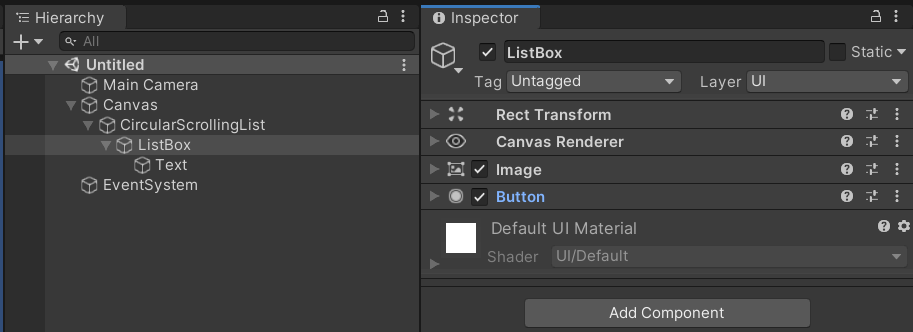 Hierarchy
All
Untitled
Main Camera
Canvas
CircularScrollingList
ListBox
Text
EventSystem
Inspector
ListBox
Static
Tag Untagged Layer UI
Rect Transform
Canvas Renderer
Image
Button
Default UI Material
Shader UI/Default
Add Component